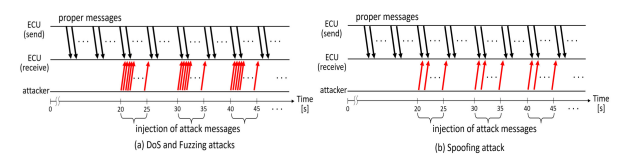 ECU
(send)
proper messages
ECU
(receive)
attacker
0 20 25 30 35 40 45 Time
[s]
injection of attack messages
(a) DoS and Fuzzing attacks
ECU
(send)
proper messages
ECU
(receive)
attacker
0 20 25 30 35 40 45 Time
[s]
injection of attack messages
(b) Spoofing attack